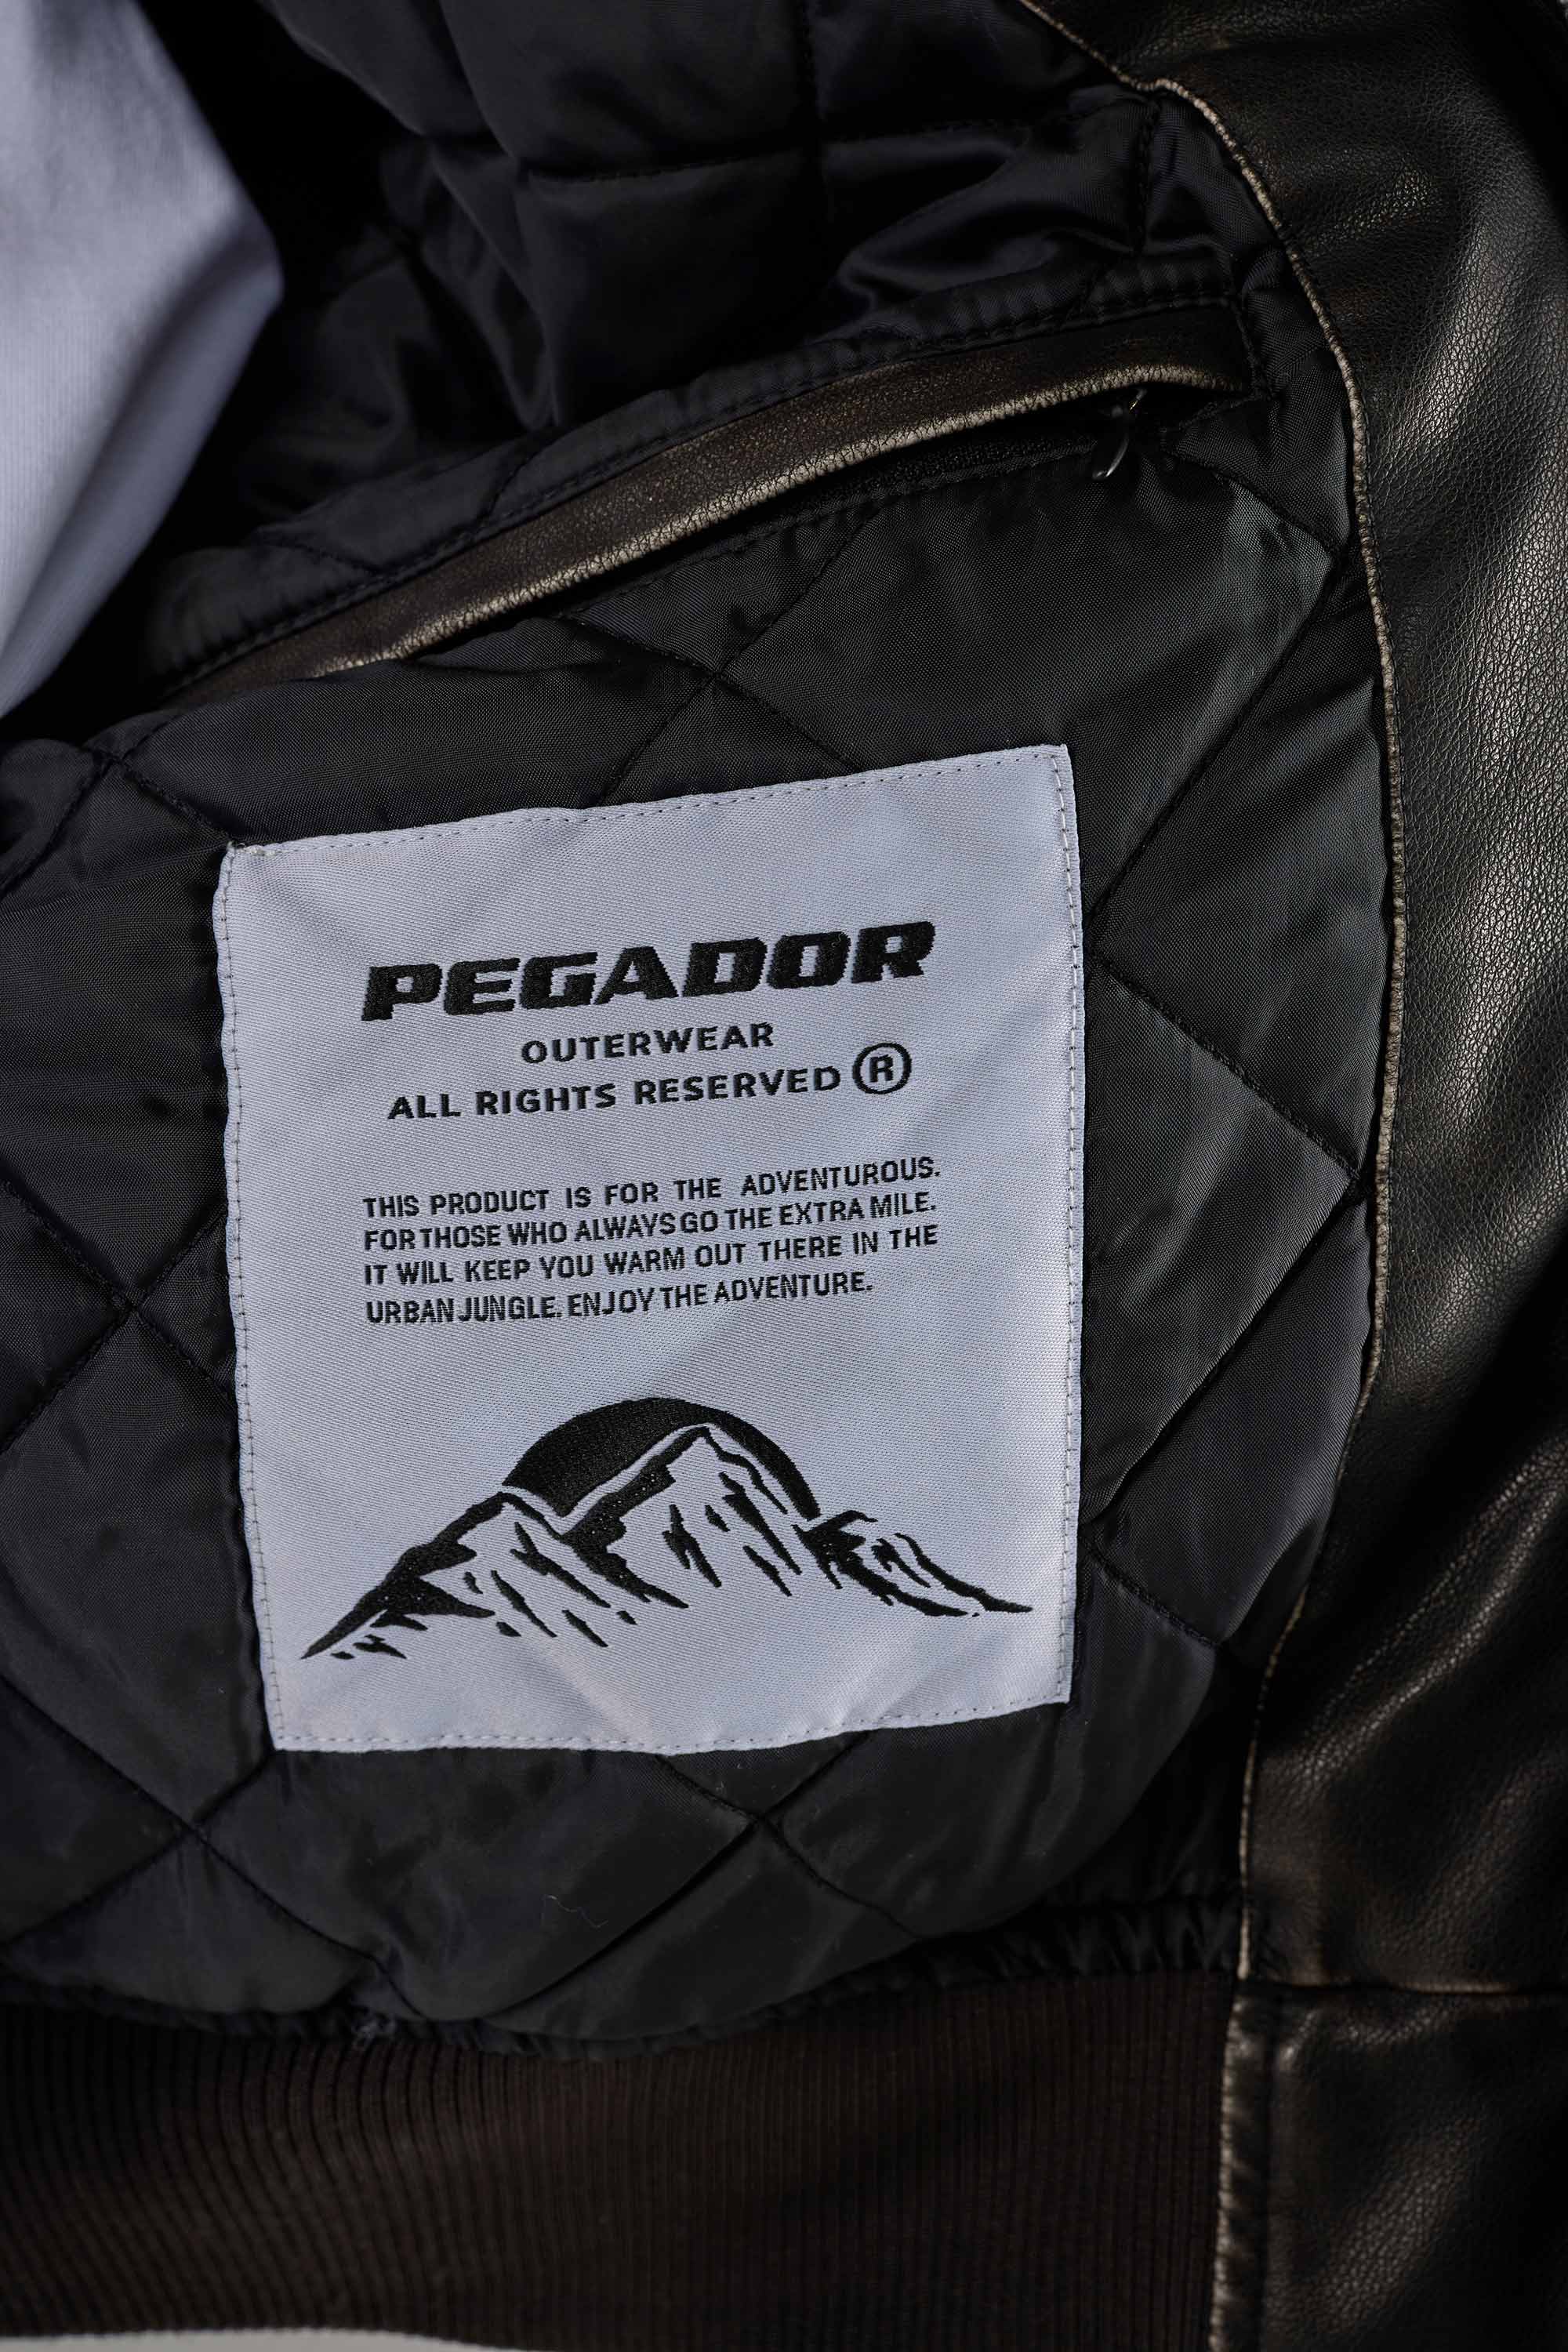 PEGADOR
OUTERWEAR
ALL RIGHTS RESERVED ®
THIS PRODUCT IS FOR THE ADVENTUROUS.
FOR THOSE WHO ALWAYS GO THE EXTRA MILE.
IT WILL KEEP YOU WARM OUT THERE IN THE
URBAN JUNGLE. ENJOY THE ADVENTURE.